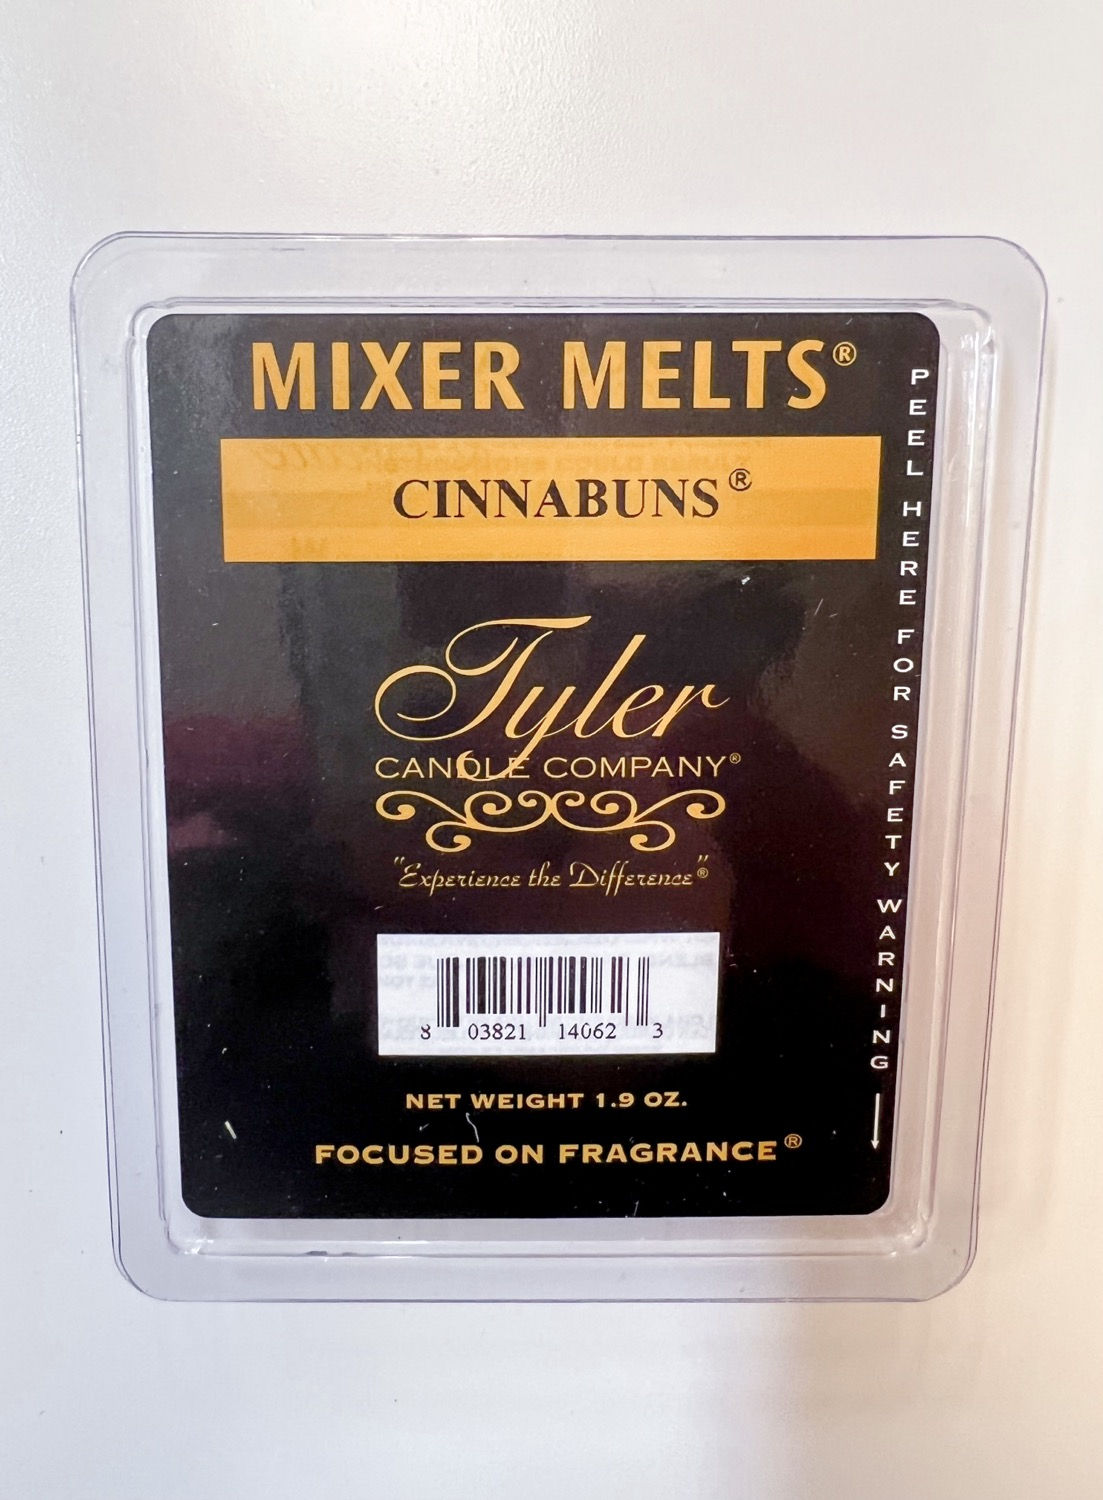 MIXER MELTS®
CINNABUNS®
Tyler
CANDLE COMPANY®
"Experience the Difference"®
8 03821 14062 3
NET WEIGHT 1.9 OZ.
FOCUSED ON FRAGRANCE®
PEEL HERE FOR SAFETY WARNING